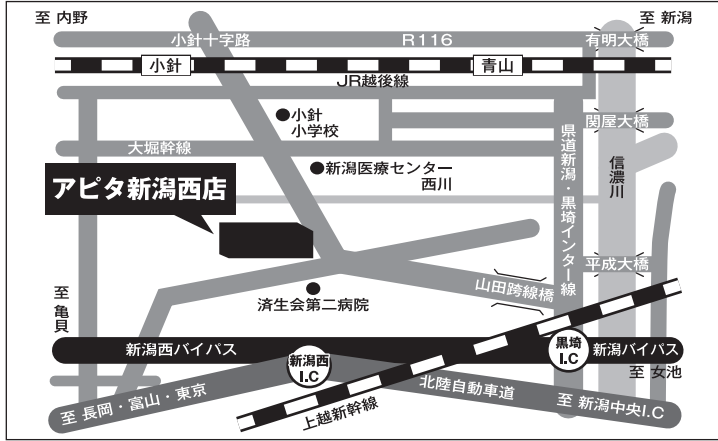 至 内野
至 新潟
小針十字路
R116
有明大橋
小針
青山
JR越後線
小針
小学校
関屋大橋
大堀幹線
新潟医療センター
西川
県道新潟・黒埼インター線
信濃川
アピタ新潟西店
平成大橋
山田跨線橋
済生会第二病院
至 亀貝
新潟西バイパス
新潟西
I.C
黒埼
I.C
新潟バイパス
至 女池
北陸自動車道
至 長岡・富山・東京
上越新幹線
至 新潟中央I.C